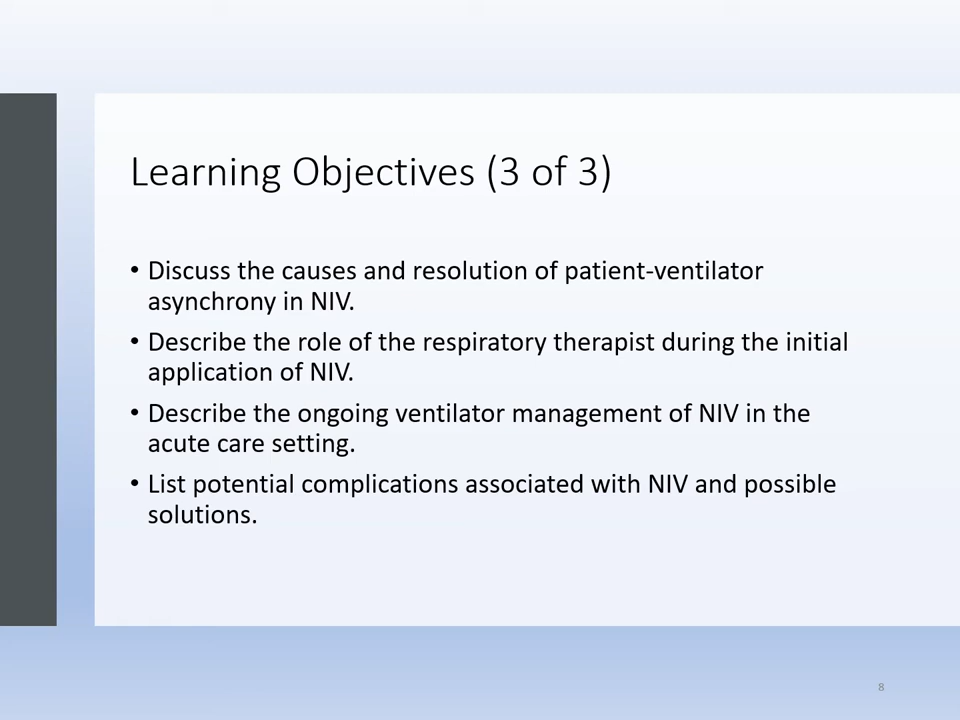 Learning Objectives (3 of 3)
• Discuss the causes and resolution of patient-ventilator
asynchrony in NIV.
• Describe the role of the respiratory therapist during the initial
application of NIV.
• Describe the ongoing ventilator management of NIV in the
acute care setting.
• List potential complications associated with NIV and possible
solutions.
8